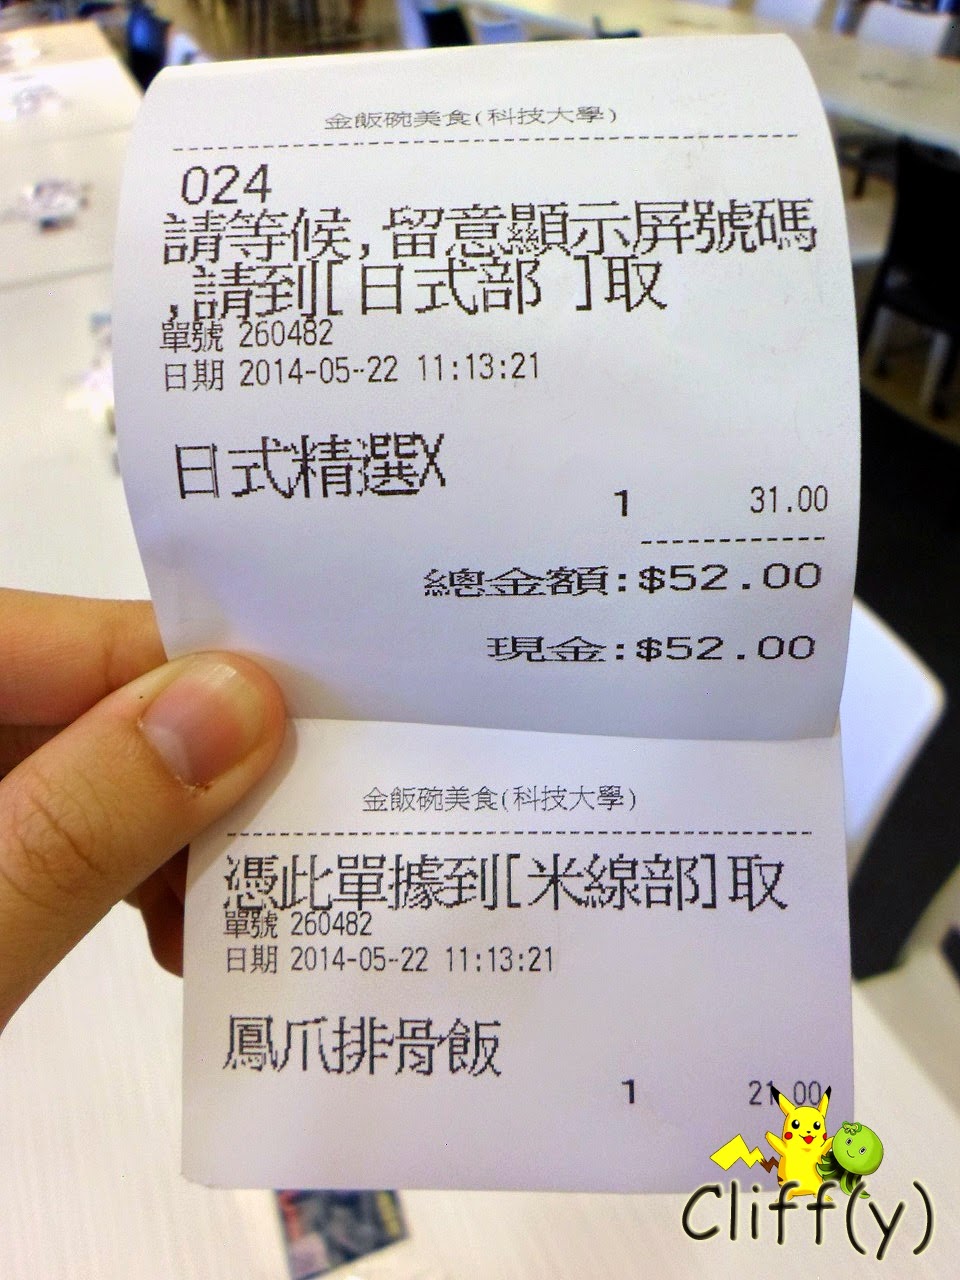 金飯碗美食(科技大學)
024
請等候,留意顯示屏號碼
,請到[日式部 ]取
單號 260482
日期 2014-05-22 11:13:21
日式精選X
1 31.00
總金額:$52.00
現金:$52.00
金飯碗美食(科技大學)
憑此單據到[米線部]取
單號 260482
日期 2014-05-22 11:13:21
鳳爪排骨飯
1 21.00
Cliff(y)